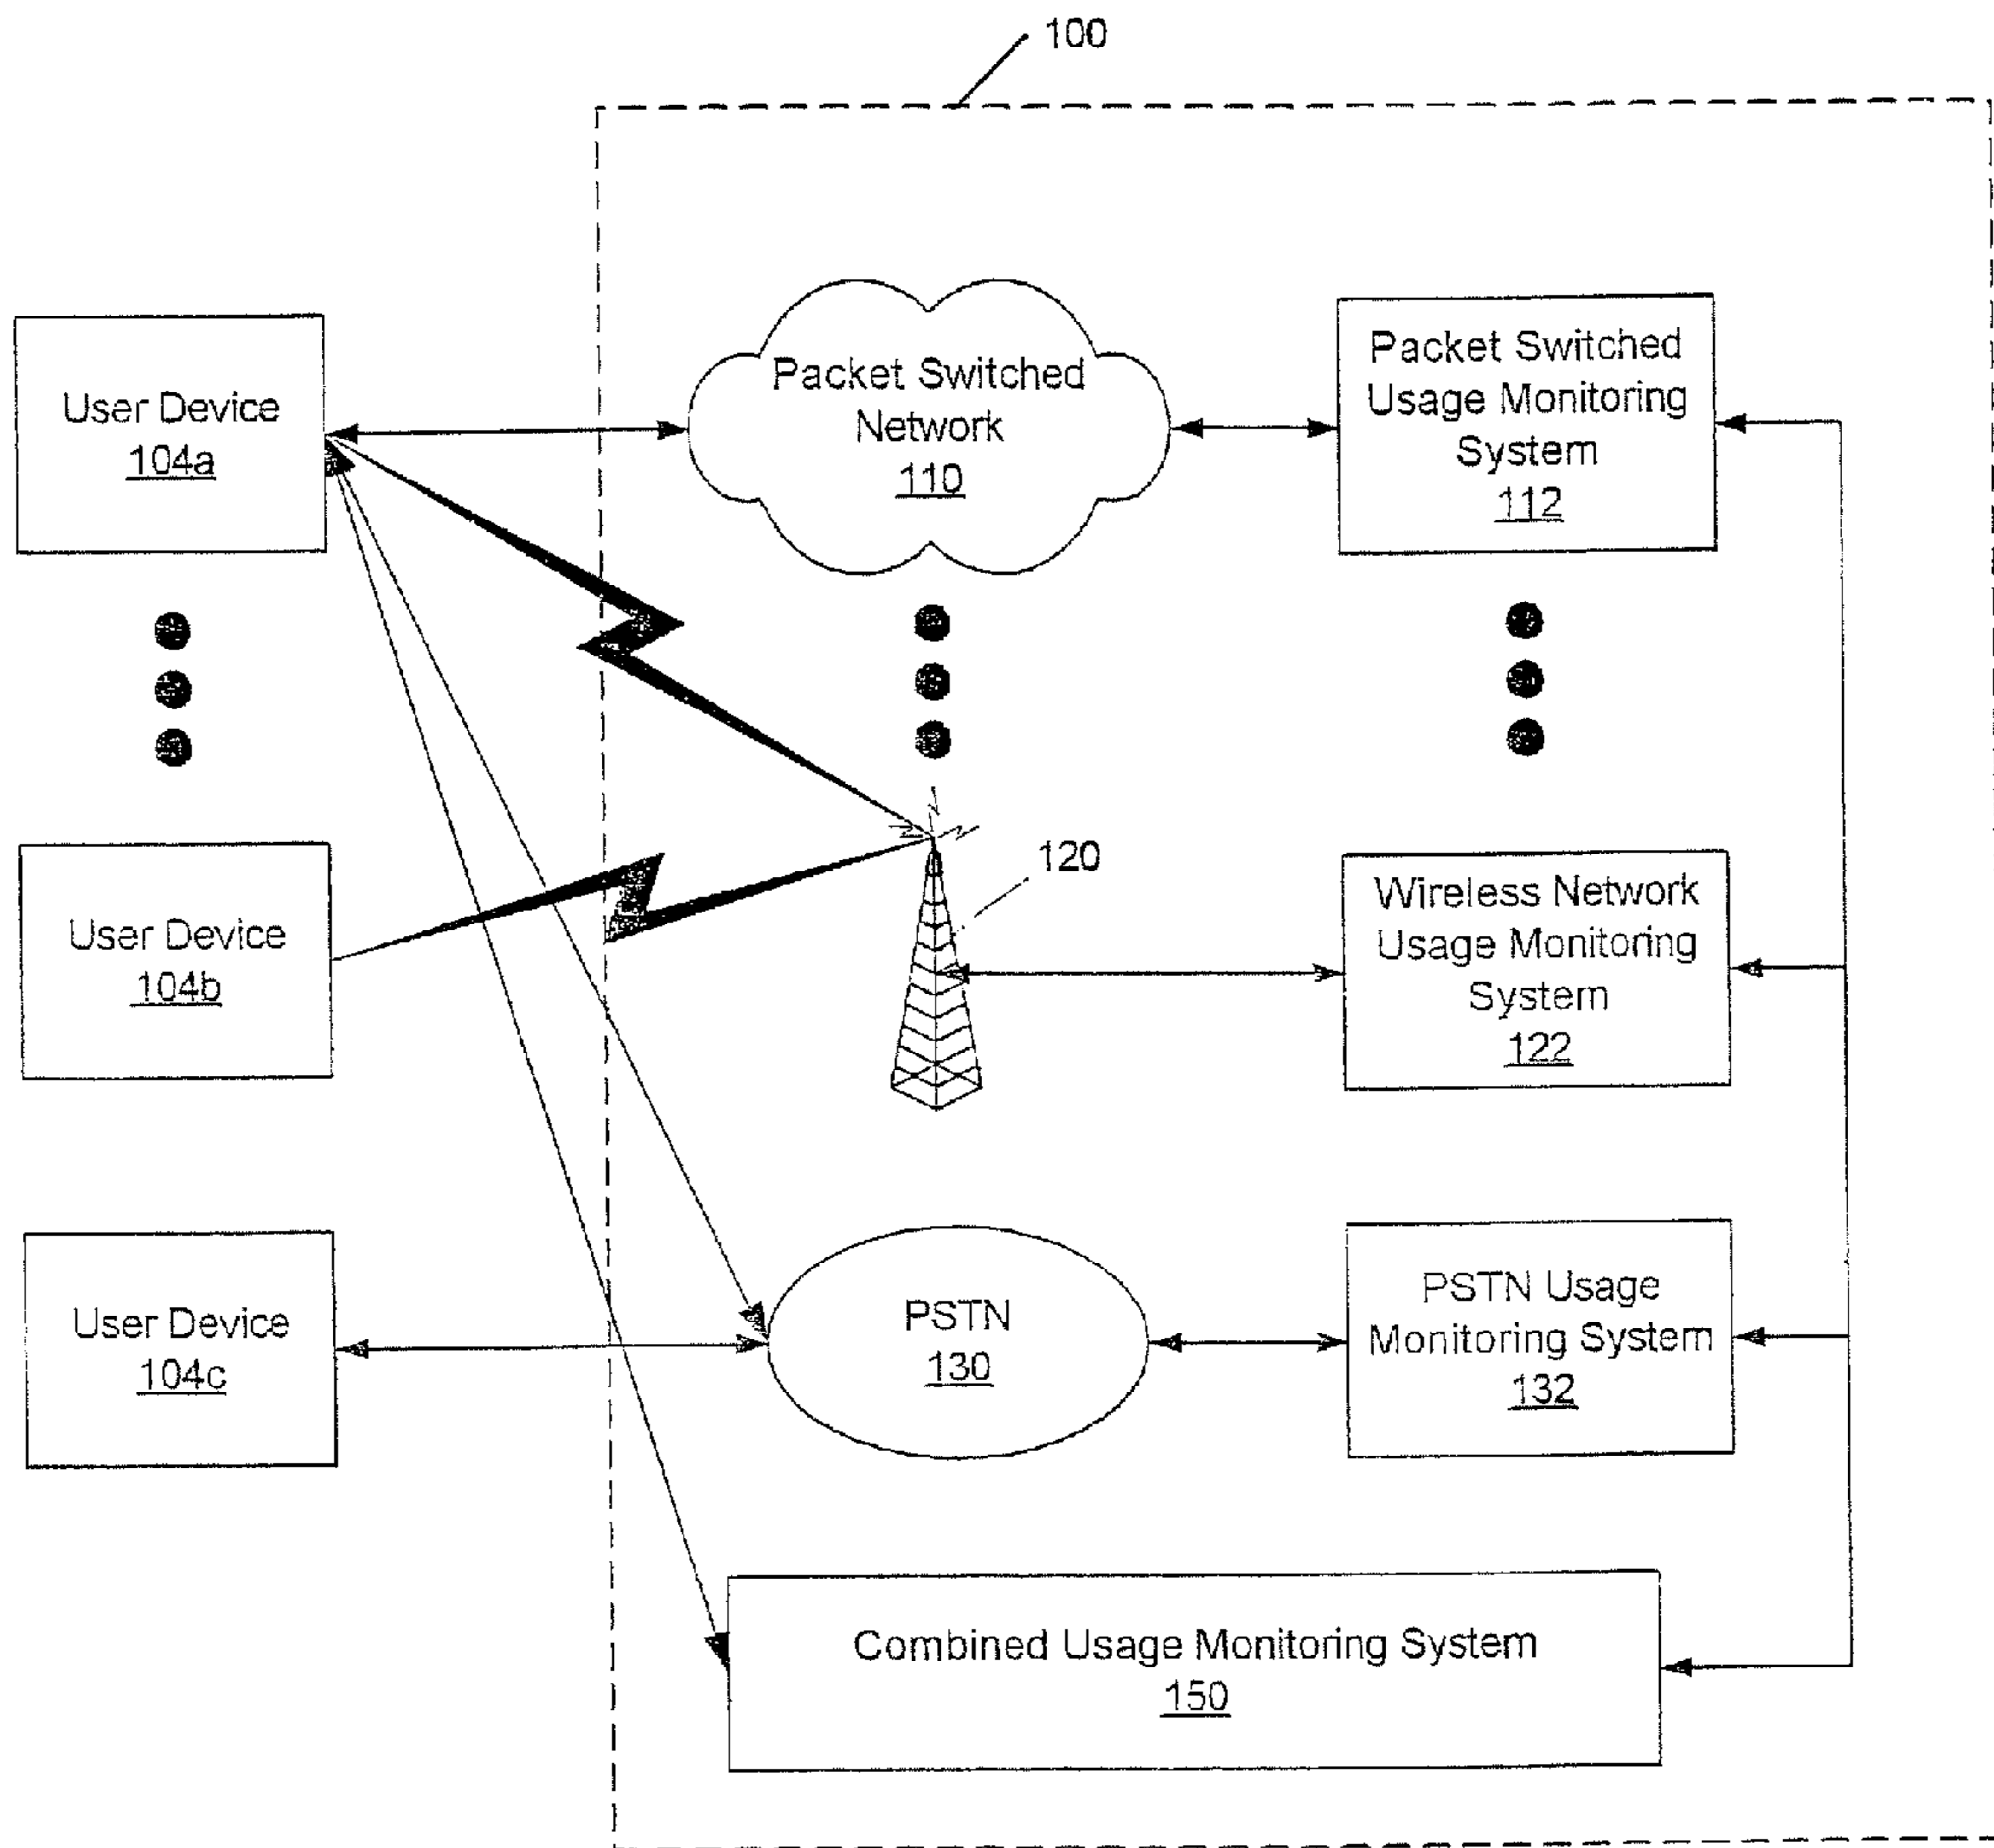 100
User Device
104a
Packet Switched
Network
110
Packet Switched
Usage Monitoring
System
112
User Device
104b
120
Wireless Network
Usage Monitoring
System
122
User Device
104c
PSTN
130
PSTN Usage
Monitoring System
132
Combined Usage Monitoring System
150